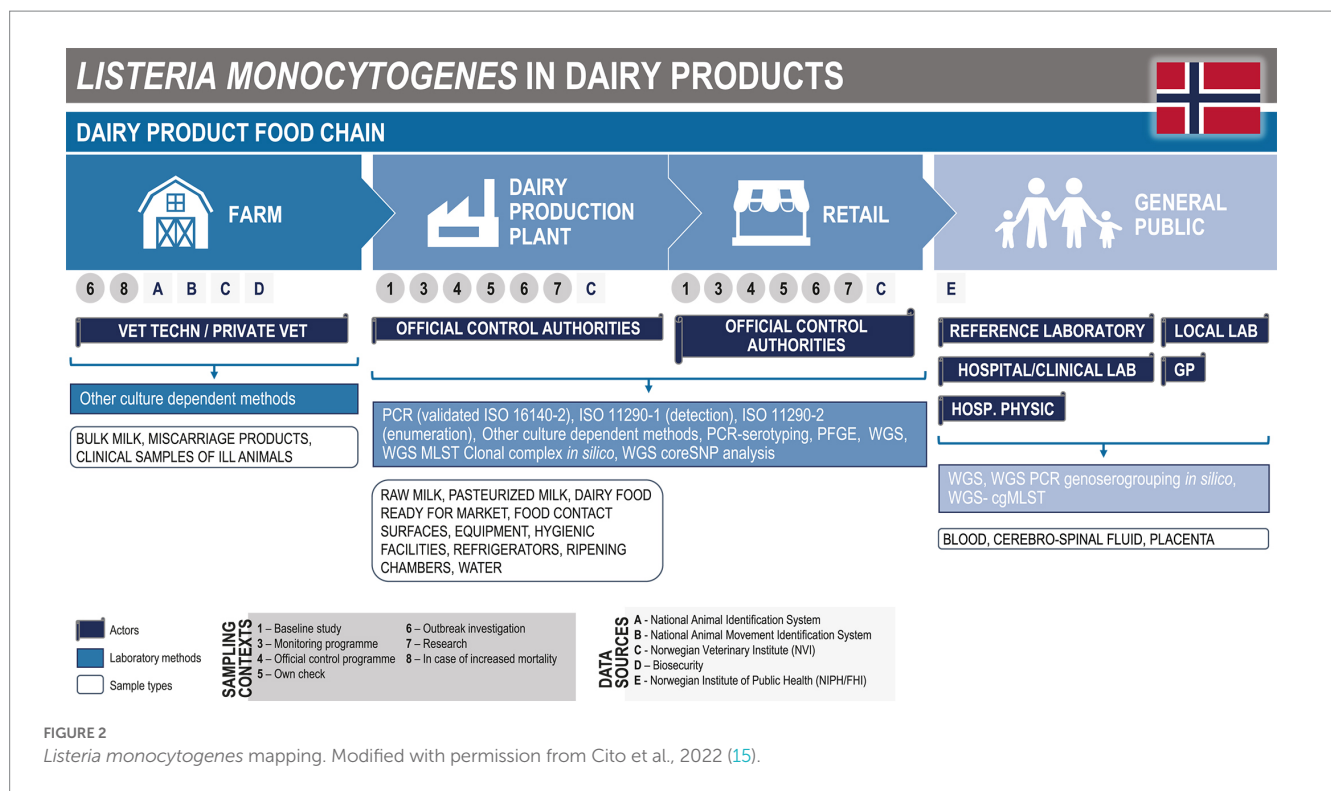 LISTERIA MONOCYTOGENES IN DAIRY PRODUCTS
DAIRY PRODUCT FOOD CHAIN
FARM
DAIRY
PRODUCTION
PLANT
RETAIL
GENERAL
PUBLIC
6 8 A B C D
1 3 4 5 6 7 C
1 3 4 5 6 7 C
E
VET TECHN / PRIVATE VET
OFFICIAL CONTROL AUTHORITIES
OFFICIAL CONTROL
AUTHORITIES
REFERENCE LABORATORY
LOCAL LAB
HOSPITAL/CLINICAL LAB
GP
HOSP. PHYSIC
Other culture dependent methods
BULK MILK, MISCARRIAGE PRODUCTS,
CLINICAL SAMPLES OF ILL ANIMALS
PCR (validated ISO 16140-2), ISO 11290-1 (detection), ISO 11290-2
(enumeration), Other culture dependent methods, PCR-serotyping, PFGE, WGS,
WGS MLST Clonal complex in silico, WGS coreSNP analysis
RAW MILK, PASTEURIZED MILK, DAIRY FOOD
READY FOR MARKET, FOOD CONTACT
SURFACES, EQUIPMENT, HYGIENIC
FACILITIES, REFRIGERATORS, RIPENING
CHAMBERS, WATER
WGS, WGS PCR genoserogrouping in silico,
WGS- cgMLST
BLOOD, CEREBRO-SPINAL FLUID, PLACENTA
Actors
Laboratory methods
Sample types
SAMPLING
CONTEXTS
1 – Baseline study
3 – Monitoring programme
4 – Official control programme
5 – Own check
6 – Outbreak investigation
7 – Research
8 – In case of increased mortality
DATA
SOURCES
A - National Animal Identification System
B - National Animal Movement Identification System
C - Norwegian Veterinary Institute (NVI)
D – Biosecurity
E - Norwegian Institute of Public Health (NIPH/FHI)
FIGURE 2
Listeria monocytogenes mapping. Modified with permission from Cito et al., 2022 (15).